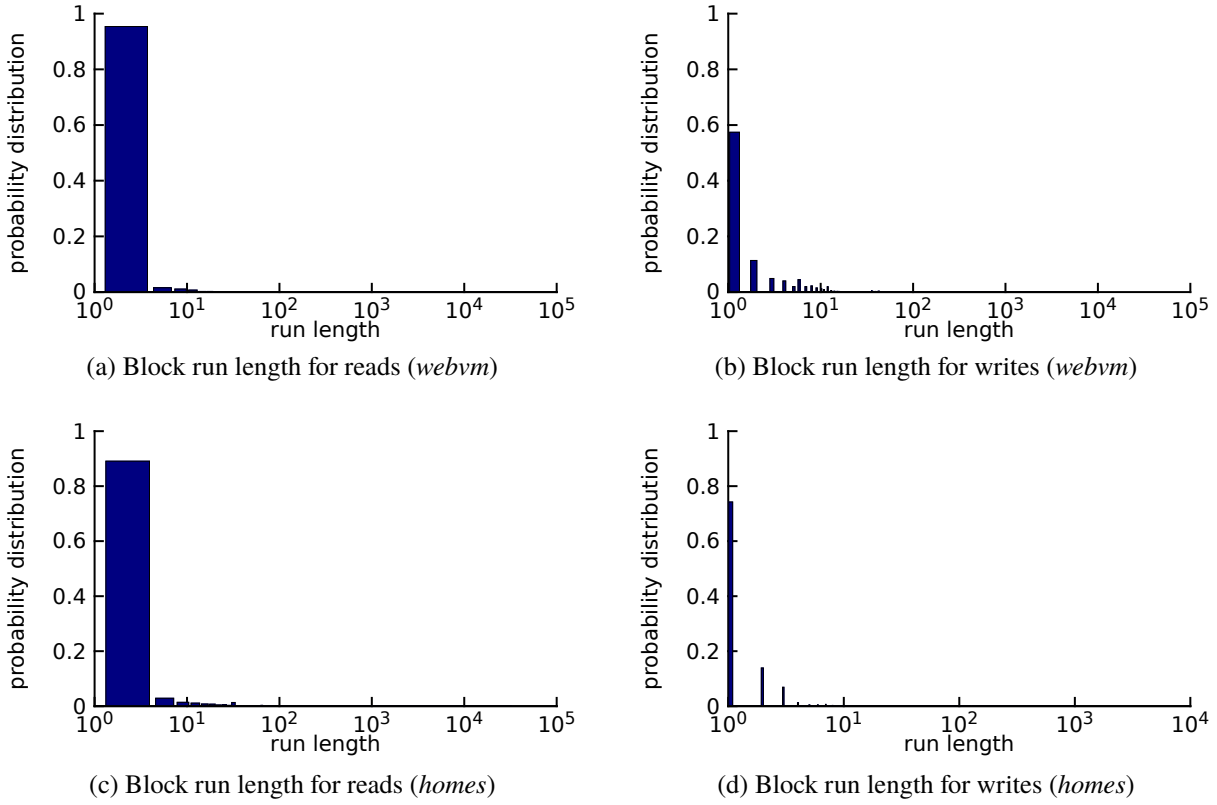 1
0.8
0.6
0.4
0.2
0
10^0 10^1 10^2 10^3 10^4 10^5
probability distribution
run length
(a) Block run length for reads (webvm)
1
0.8
0.6
0.4
0.2
0
10^0 10^1 10^2 10^3 10^4 10^5
probability distribution
run length
(b) Block run length for writes (webvm)
1
0.8
0.6
0.4
0.2
0
10^0 10^1 10^2 10^3 10^4 10^5
probability distribution
run length
(c) Block run length for reads (homes)
1
0.8
0.6
0.4
0.2
0
10^0 10^1 10^2 10^3 10^4
probability distribution
run length
(d) Block run length for writes (homes)